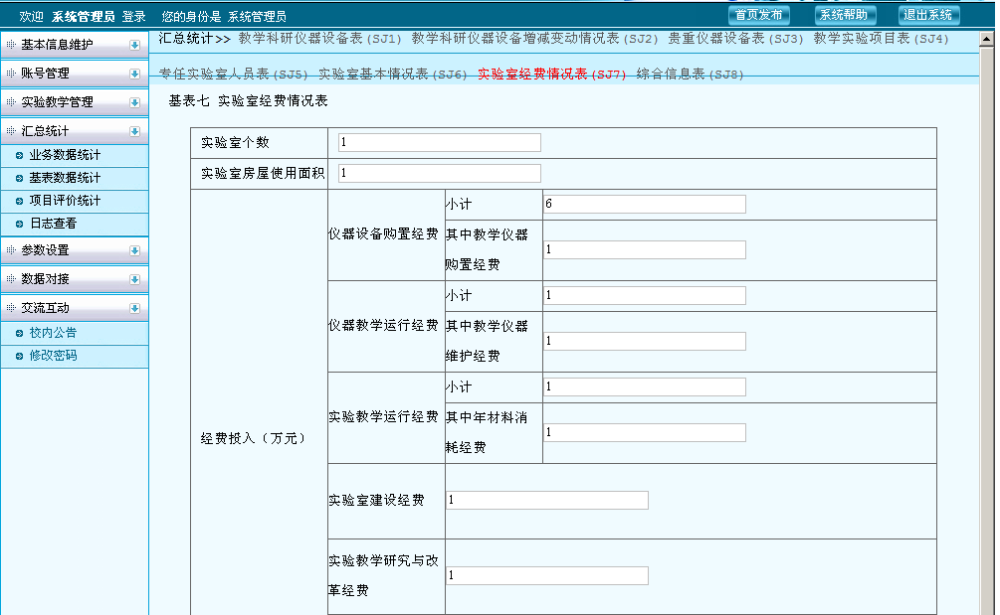 欢迎 系统管理员 登录 您的身份是 系统管理员 首页发布 系统帮助 退出系统
基本信息维护
账号管理
实验教学管理
汇总统计
业务数据统计
基表数据统计
项目评价统计
日志查看
参数设置
数据对接
交流互动
校内公告
修改密码
汇总统计>> 教学科研仪器设备表(SJ1) 教学科研仪器设备增减变动情况表(SJ2) 贵重仪器设备表(SJ3) 教学实验项目表(SJ4)
专任实验室人员表(SJ5) 实验室基本情况表(SJ6) 实验室经费情况表(SJ7) 综合信息表(SJ8)
基表七 实验室经费情况表
实验室个数 1
实验室房屋使用面积 1
经费投入（万元）
仪器设备购置经费
小计 6
其中教学仪器
购置经费 1
仪器教学运行经费
小计 1
其中教学仪器
维护经费 1
实验教学运行经费
小计 1
其中年材料消
耗经费 1
实验室建设经费 1
实验教学研究与改
革经费 1